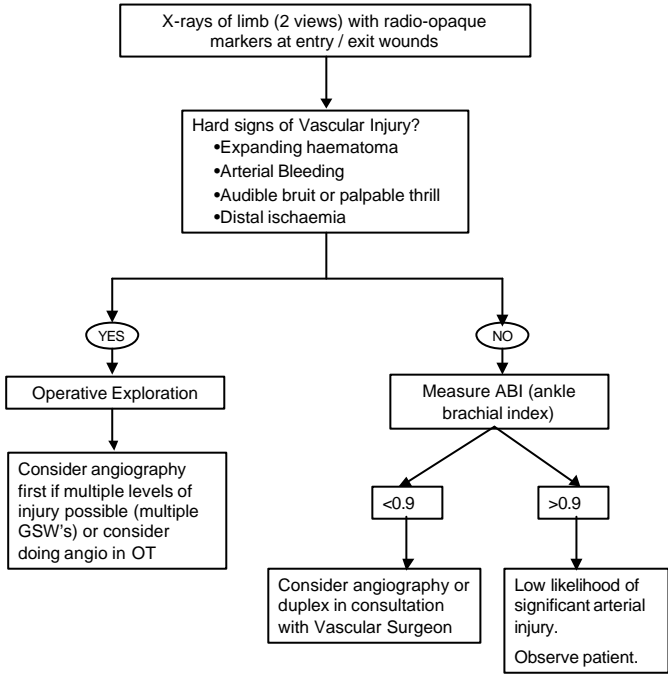 X-rays of limb (2 views) with radio-opaque
markers at entry / exit wounds
Hard signs of Vascular Injury?
•Expanding haematoma
•Arterial Bleeding
•Audible bruit or palpable thrill
•Distal ischaemia
YES
NO
Operative Exploration
Measure ABI (ankle
brachial index)
Consider angiography
first if multiple levels of
injury possible (multiple
GSW's) or consider
doing angio in OT
<0.9
>0.9
Consider angiography or
duplex in consultation
with Vascular Surgeon
Low likelihood of
significant arterial
injury.
Observe patient.